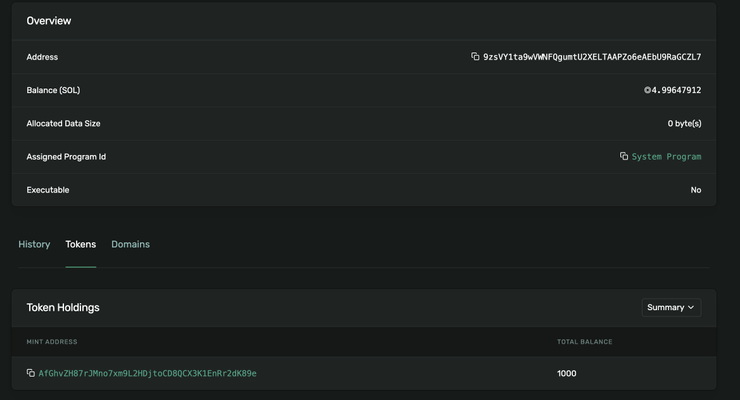 Overview
Address 9zsVY1ta9wVWNFQgumtU2XELTAAPZo6eAEbU9RaGCZL7
Balance (SOL) ◎4.99647912
Allocated Data Size 0 byte(s)
Assigned Program Id System Program
Executable No
History Tokens Domains
Token Holdings Summary
MINT ADDRESS TOTAL BALANCE
AfGhvZH87rJMno7xm9L2HDjtoCD8QCX3K1EnRr2dK89e 1000